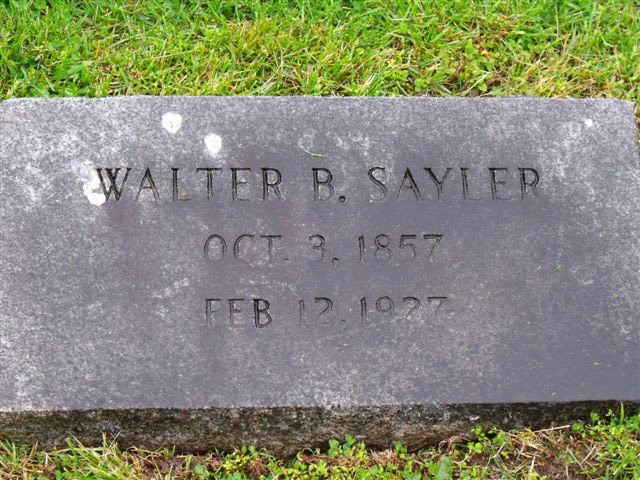 WALTER B. SAYLER
OCT. 3, 1857
FEB 12, 1927